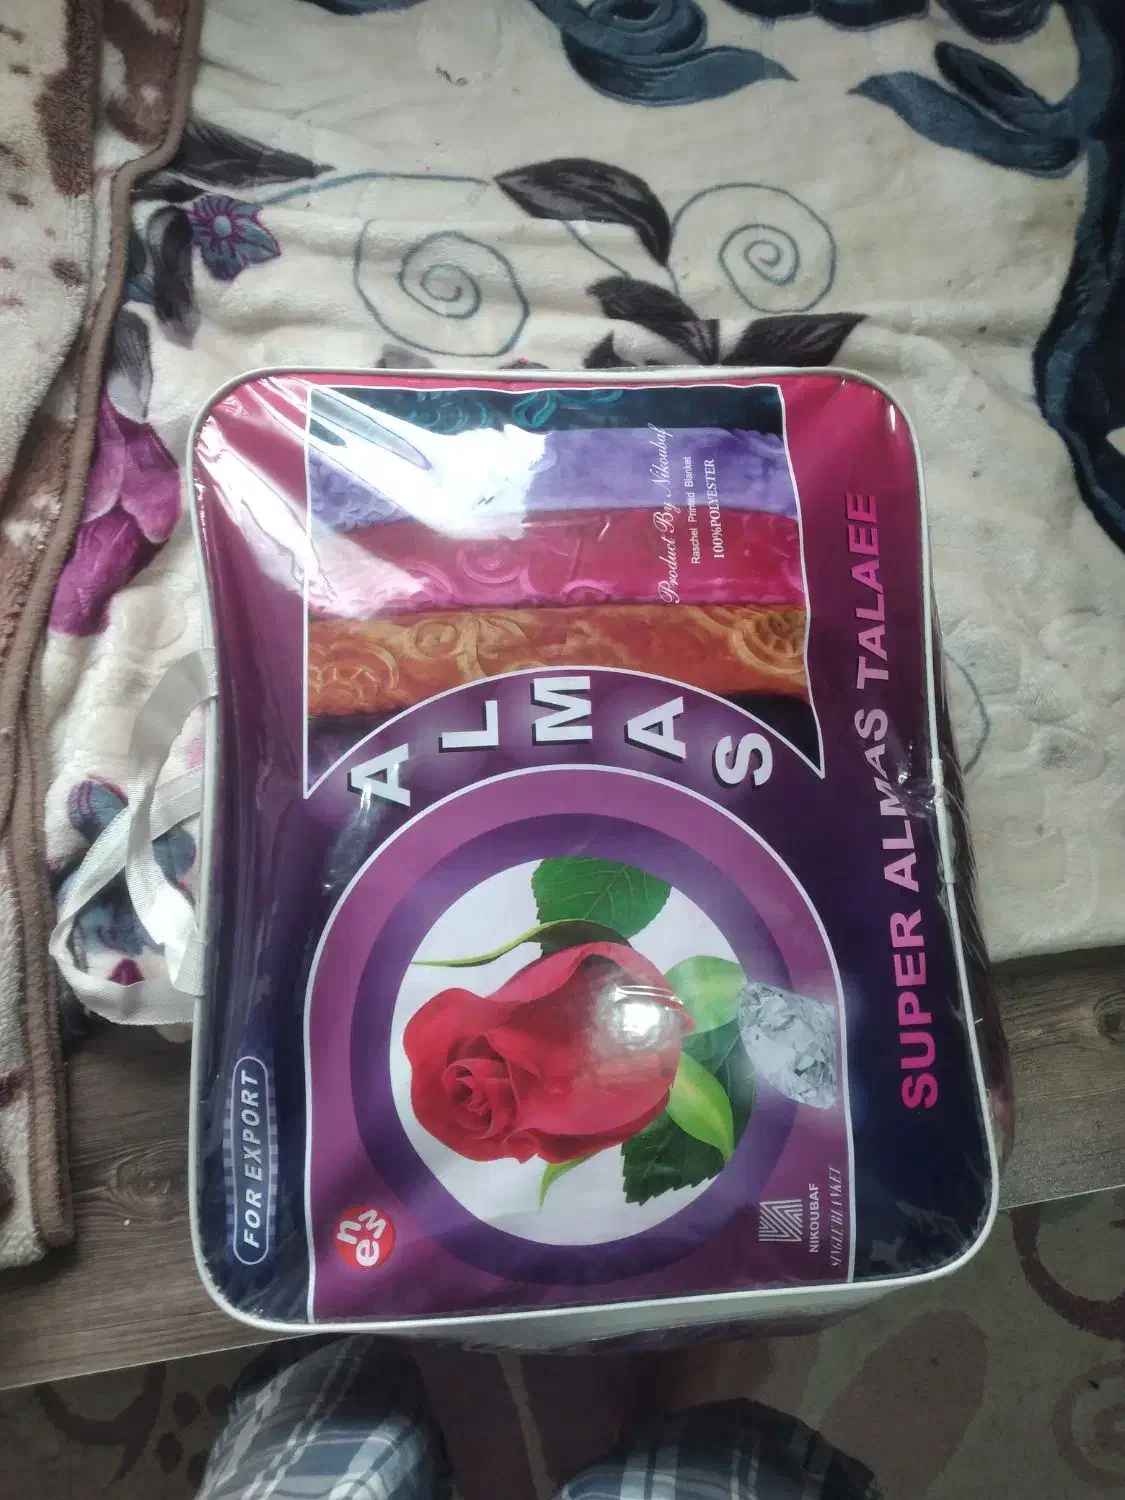 FOR EXPORT
new
ALMAS
Product By Nikoubaf
Raschel Printed Blanket
100%POLYESTER
NIKOUBAF
SINGLE BLANKET
SUPER ALMAS TALAEE